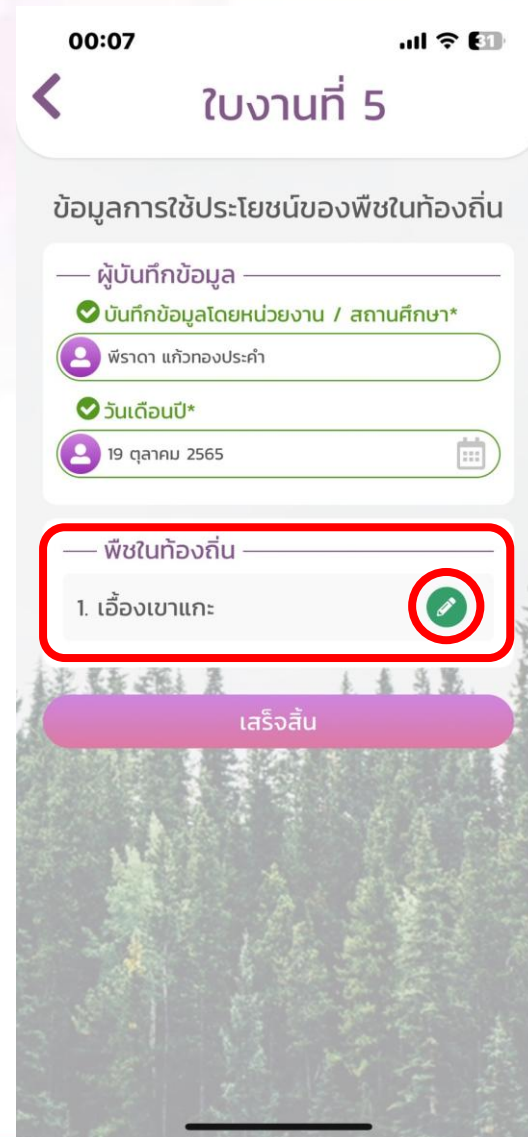 00:07
31
ใบงานที่ 5
ข้อมูลการใช้ประโยชน์ของพืชในท้องถิ่น
ผู้บันทึกข้อมูล
บันทึกข้อมูลโดยหน่วยงาน / สถานศึกษา*
พีราดา แก้วทองประคำ
วันเดือนปี*
19 ตุลาคม 2565
พืชในท้องถิ่น
1. เอื้องเขาแกะ
เสร็จสิ้น